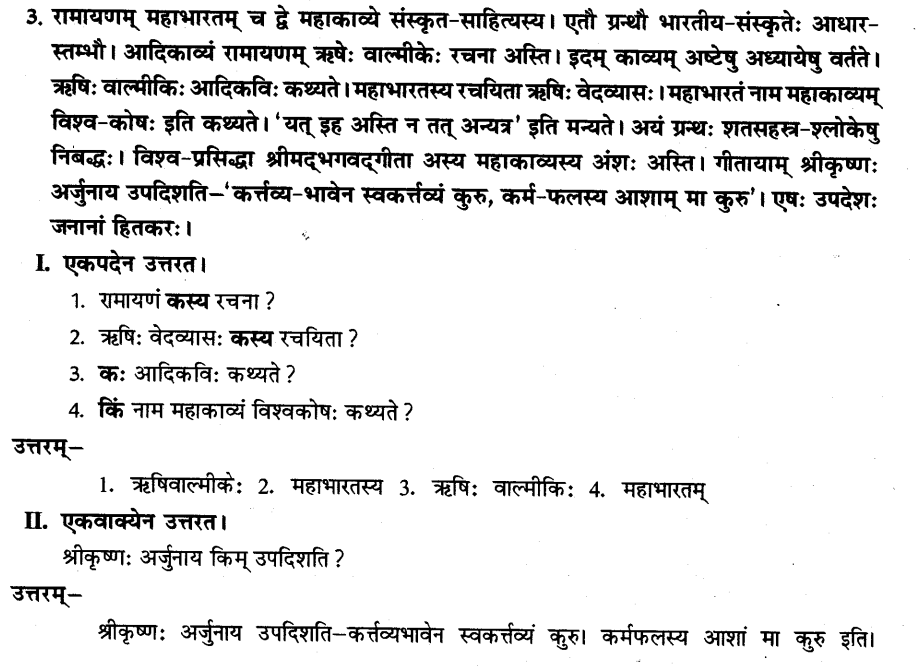 3. रामायणम् महाभारतम् च द्वे महाकाव्ये संस्कृत-साहित्यस्य। एतौ ग्रन्थौ भारतीय-संस्कृतेः आधार-
स्तम्भौ। आदिकाव्यं रामायणम् ऋषेः वाल्मीकेः रचना अस्ति। इदम् काव्यम् अष्टेषु अध्यायेषु वर्तते।
ऋषिः वाल्मीकिः आदिकविः कथ्यते। महाभारतस्य रचयिता ऋषिः वेदव्यासः। महाभारतं नाम महाकाव्यम्
विश्व-कोषः इति कथ्यते। ‘यत् इह अस्ति न तत् अन्यत्र’ इति मन्यते। अयं ग्रन्थः शतसहस्त्र-श्लोकेषु
निबद्धः। विश्व-प्रसिद्धा श्रीमद्भगवद्गीता अस्य महाकाव्यस्य अंशः अस्ति। गीतायाम् श्रीकृष्णः
अर्जुनाय उपदिशति–‘कर्त्तव्य-भावेन स्वकर्त्तव्यं कुरु, कर्म-फलस्य आशाम् मा कुरु’। एषः उपदेशः
जनानां हितकरः।
I. एकपदेन उत्तरत।
1. रामायणं कस्य रचना ?
2. ऋषिः वेदव्यासः कस्य रचयिता ?
3. कः आदिकविः कथ्यते ?
4. किं नाम महाकाव्यं विश्वकोषः कथ्यते ?
उत्तरम्–
1. ऋषिवाल्मीकेः 2. महाभारतस्य 3. ऋषिः वाल्मीकिः 4. महाभारतम्
II. एकवाक्येन उत्तरत।
श्रीकृष्णः अर्जुनाय किम् उपदिशति ?
उत्तरम्–
श्रीकृष्णः अर्जुनाय उपदिशति–कर्त्तव्यभावेन स्वकर्त्तव्यं कुरु। कर्मफलस्य आशां मा कुरु इति।